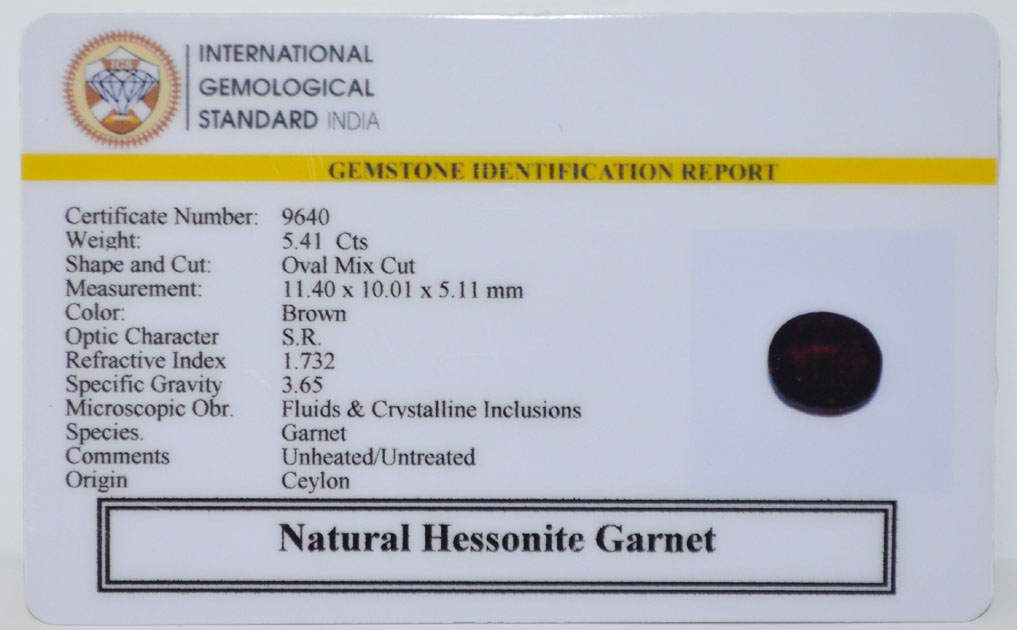 IGS
INTERNATIONAL
GEMOLOGICAL
STANDARD INDIA
GEMSTONE IDENTIFICATION REPORT
Certificate Number: 9640
Weight: 5.41 Cts
Shape and Cut: Oval Mix Cut
Measurement: 11.40 x 10.01 x 5.11 mm
Color: Brown
Optic Character S.R.
Refractive Index 1.732
Specific Gravity 3.65
Microscopic Obr. Fluids & Crystalline Inclusions
Species. Garnet
Comments Unheated/Untreated
Origin Ceylon
Natural Hessonite Garnet